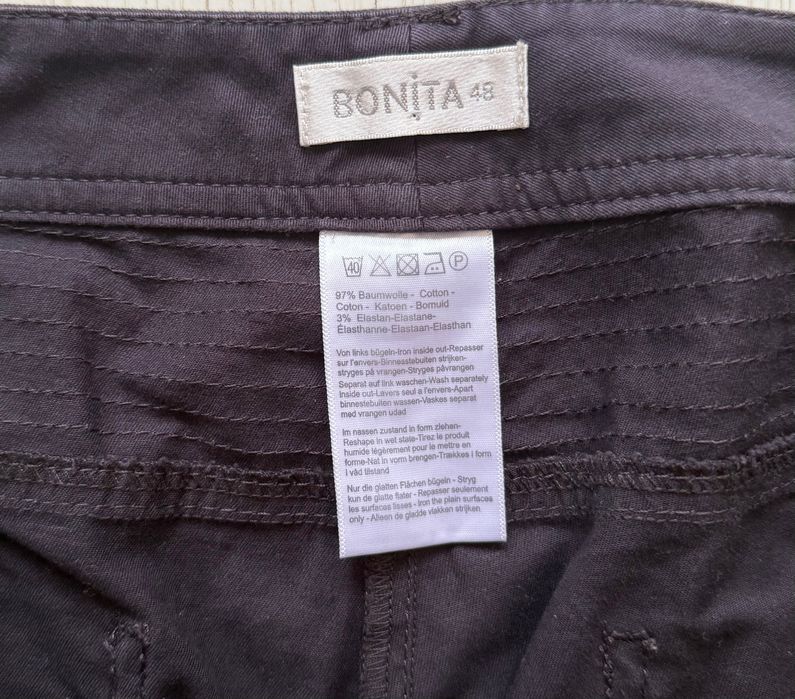 BONiTA 48
40 P
97% Baumwolle - Cotton -
Coton - Katoen - Bomuld
3% Elastan-Elastane-
Élasthanne-Elastaan-Elasthan
Von links bügeln-Iron inside out-Repasser
sur l'envers-Binnesstebuiten strijken-
stryges på vrangen-Stryges påvrangen
Separat auf link waschen-Wash separately
Inside out-Lavers seul a l'envers-Apart
binnestebuiten wassen-Vaskes separat
med vrangen udad
Im nassen zustand in form ziehen-
Reshape in wet state-Tirez le produit
humide légèrement pour le mettre en
forme-Nat in vorm brengen-Trækkes i form
I våd tilstand
Nur die glatten Flächen bügeln - Stryg
kun de glatte flater - Repasser seulement
les surfaces lisses - Iron the plain surfaces
only - Alleen de gladde vlakken strijken